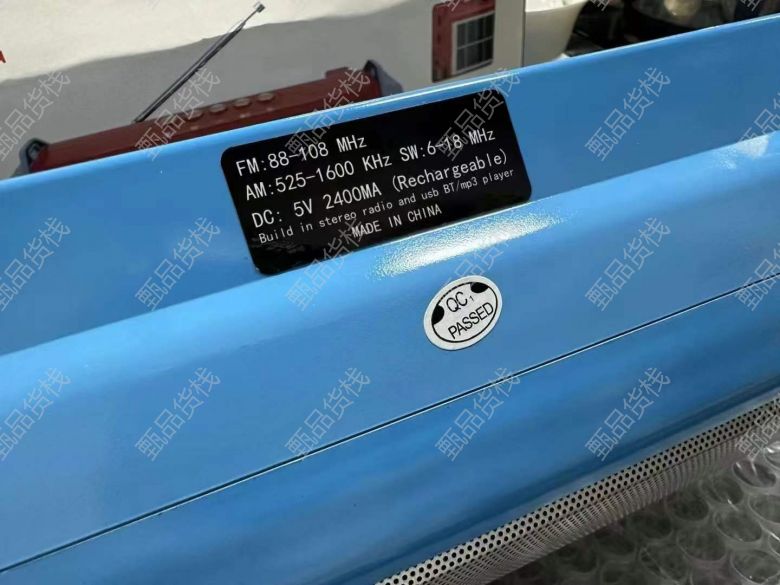 FM:88-108 MHz
AM:525-1600 KHz SW:6-18 MHz
DC: 5V 2400MA (Rechargeable)
Build in stereo radio and usb BT/mp3 player
MADE IN CHINA
QC 1
PASSED
甄品货栈